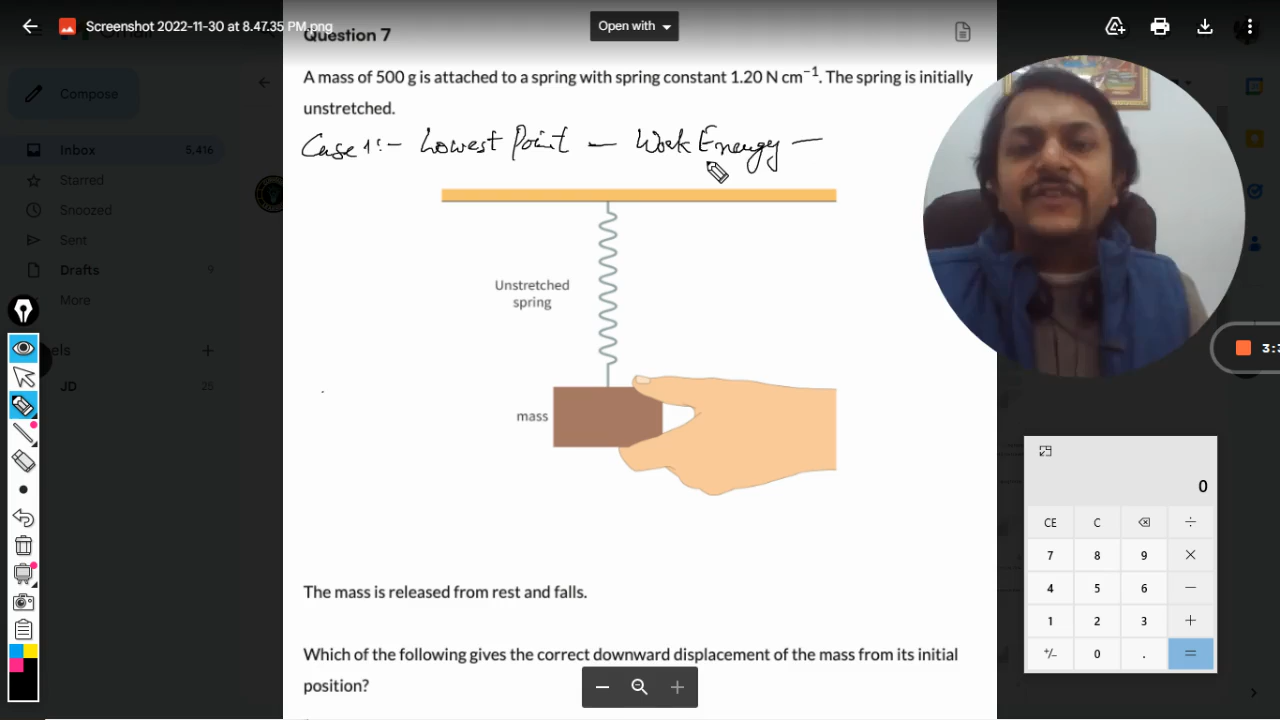 Screenshot 2022-11-30 at 8.47.35 PM.png
Open with
Question 7
A mass of 500 g is attached to a spring with spring constant 1.20 N cm⁻¹. The spring is initially
unstretched.
Case 1:- Lowest Point — Work Energy —
Compose
Inbox 5,416
Starred
Snoozed
Sent
Drafts 9
More
els +
JD 25
Unstretched
spring
mass
3:
0
CE C ⌫ ÷
7 8 9 ×
4 5 6 −
1 2 3 +
+/− 0 . =
The mass is released from rest and falls.
Which of the following gives the correct downward displacement of the mass from its initial
position?